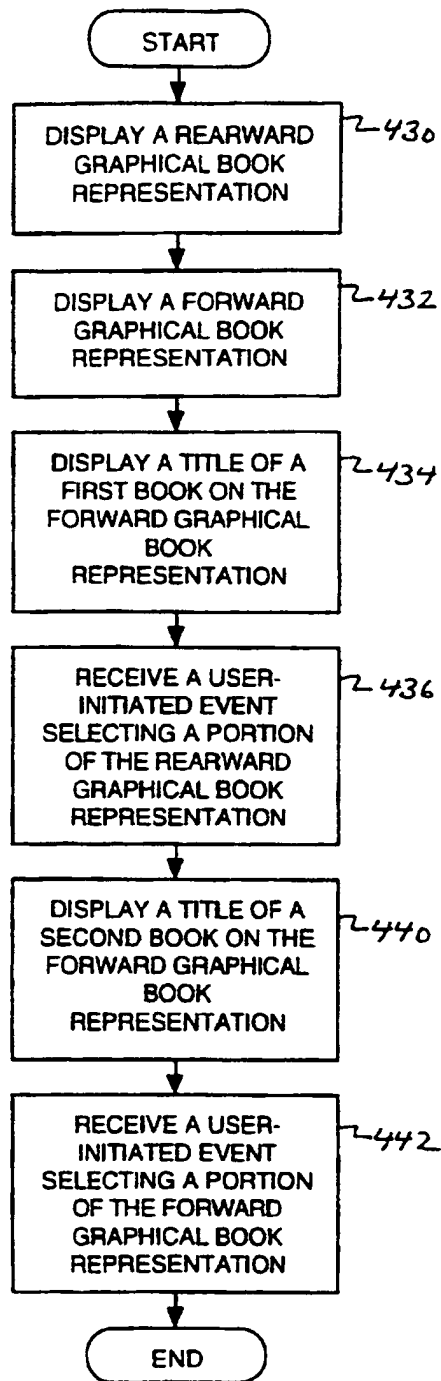 START
DISPLAY A REARWARD
GRAPHICAL BOOK
REPRESENTATION
430
DISPLAY A FORWARD
GRAPHICAL BOOK
REPRESENTATION
432
DISPLAY A TITLE OF A
FIRST BOOK ON THE
FORWARD GRAPHICAL
BOOK
REPRESENTATION
434
RECEIVE A USER-
INITIATED EVENT
SELECTING A PORTION
OF THE REARWARD
GRAPHICAL BOOK
REPRESENTATION
436
DISPLAY A TITLE OF A
SECOND BOOK ON THE
FORWARD GRAPHICAL
BOOK
REPRESENTATION
440
RECEIVE A USER-
INITIATED EVENT
SELECTING A PORTION
OF THE FORWARD
GRAPHICAL BOOK
REPRESENTATION
442
END